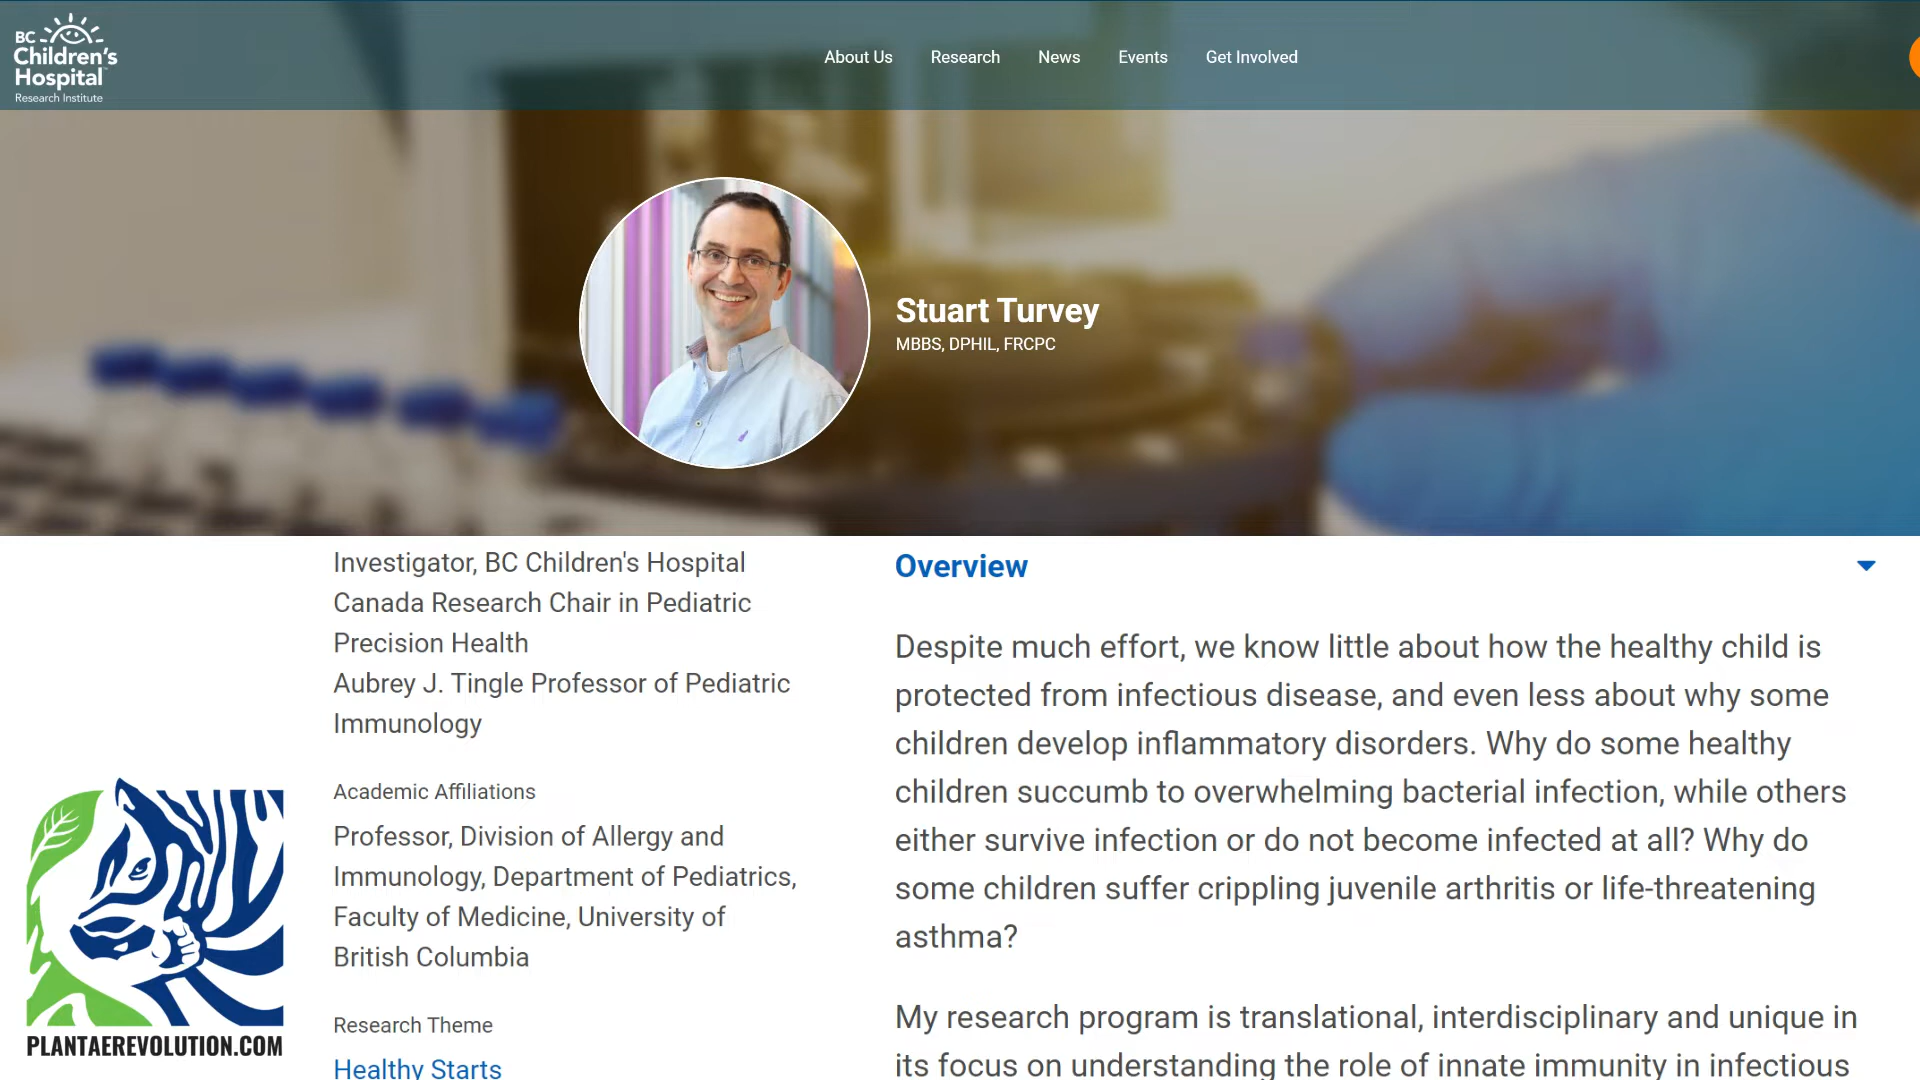 BC
Children's
Hospital
Research Institute
About Us
Research
News
Events
Get Involved
Stuart Turvey
MBBS, DPHIL, FRCPC
Investigator, BC Children's Hospital
Canada Research Chair in Pediatric
Precision Health
Aubrey J. Tingle Professor of Pediatric
Immunology
Academic Affiliations
Professor, Division of Allergy and
Immunology, Department of Pediatrics,
Faculty of Medicine, University of
British Columbia
Research Theme
Healthy Starts
Overview
Despite much effort, we know little about how the healthy child is
protected from infectious disease, and even less about why some
children develop inflammatory disorders. Why do some healthy
children succumb to overwhelming bacterial infection, while others
either survive infection or do not become infected at all? Why do
some children suffer crippling juvenile arthritis or life-threatening
asthma?
My research program is translational, interdisciplinary and unique in
its focus on understanding the role of innate immunity in infectious
PLANTAEREVOLUTION.COM